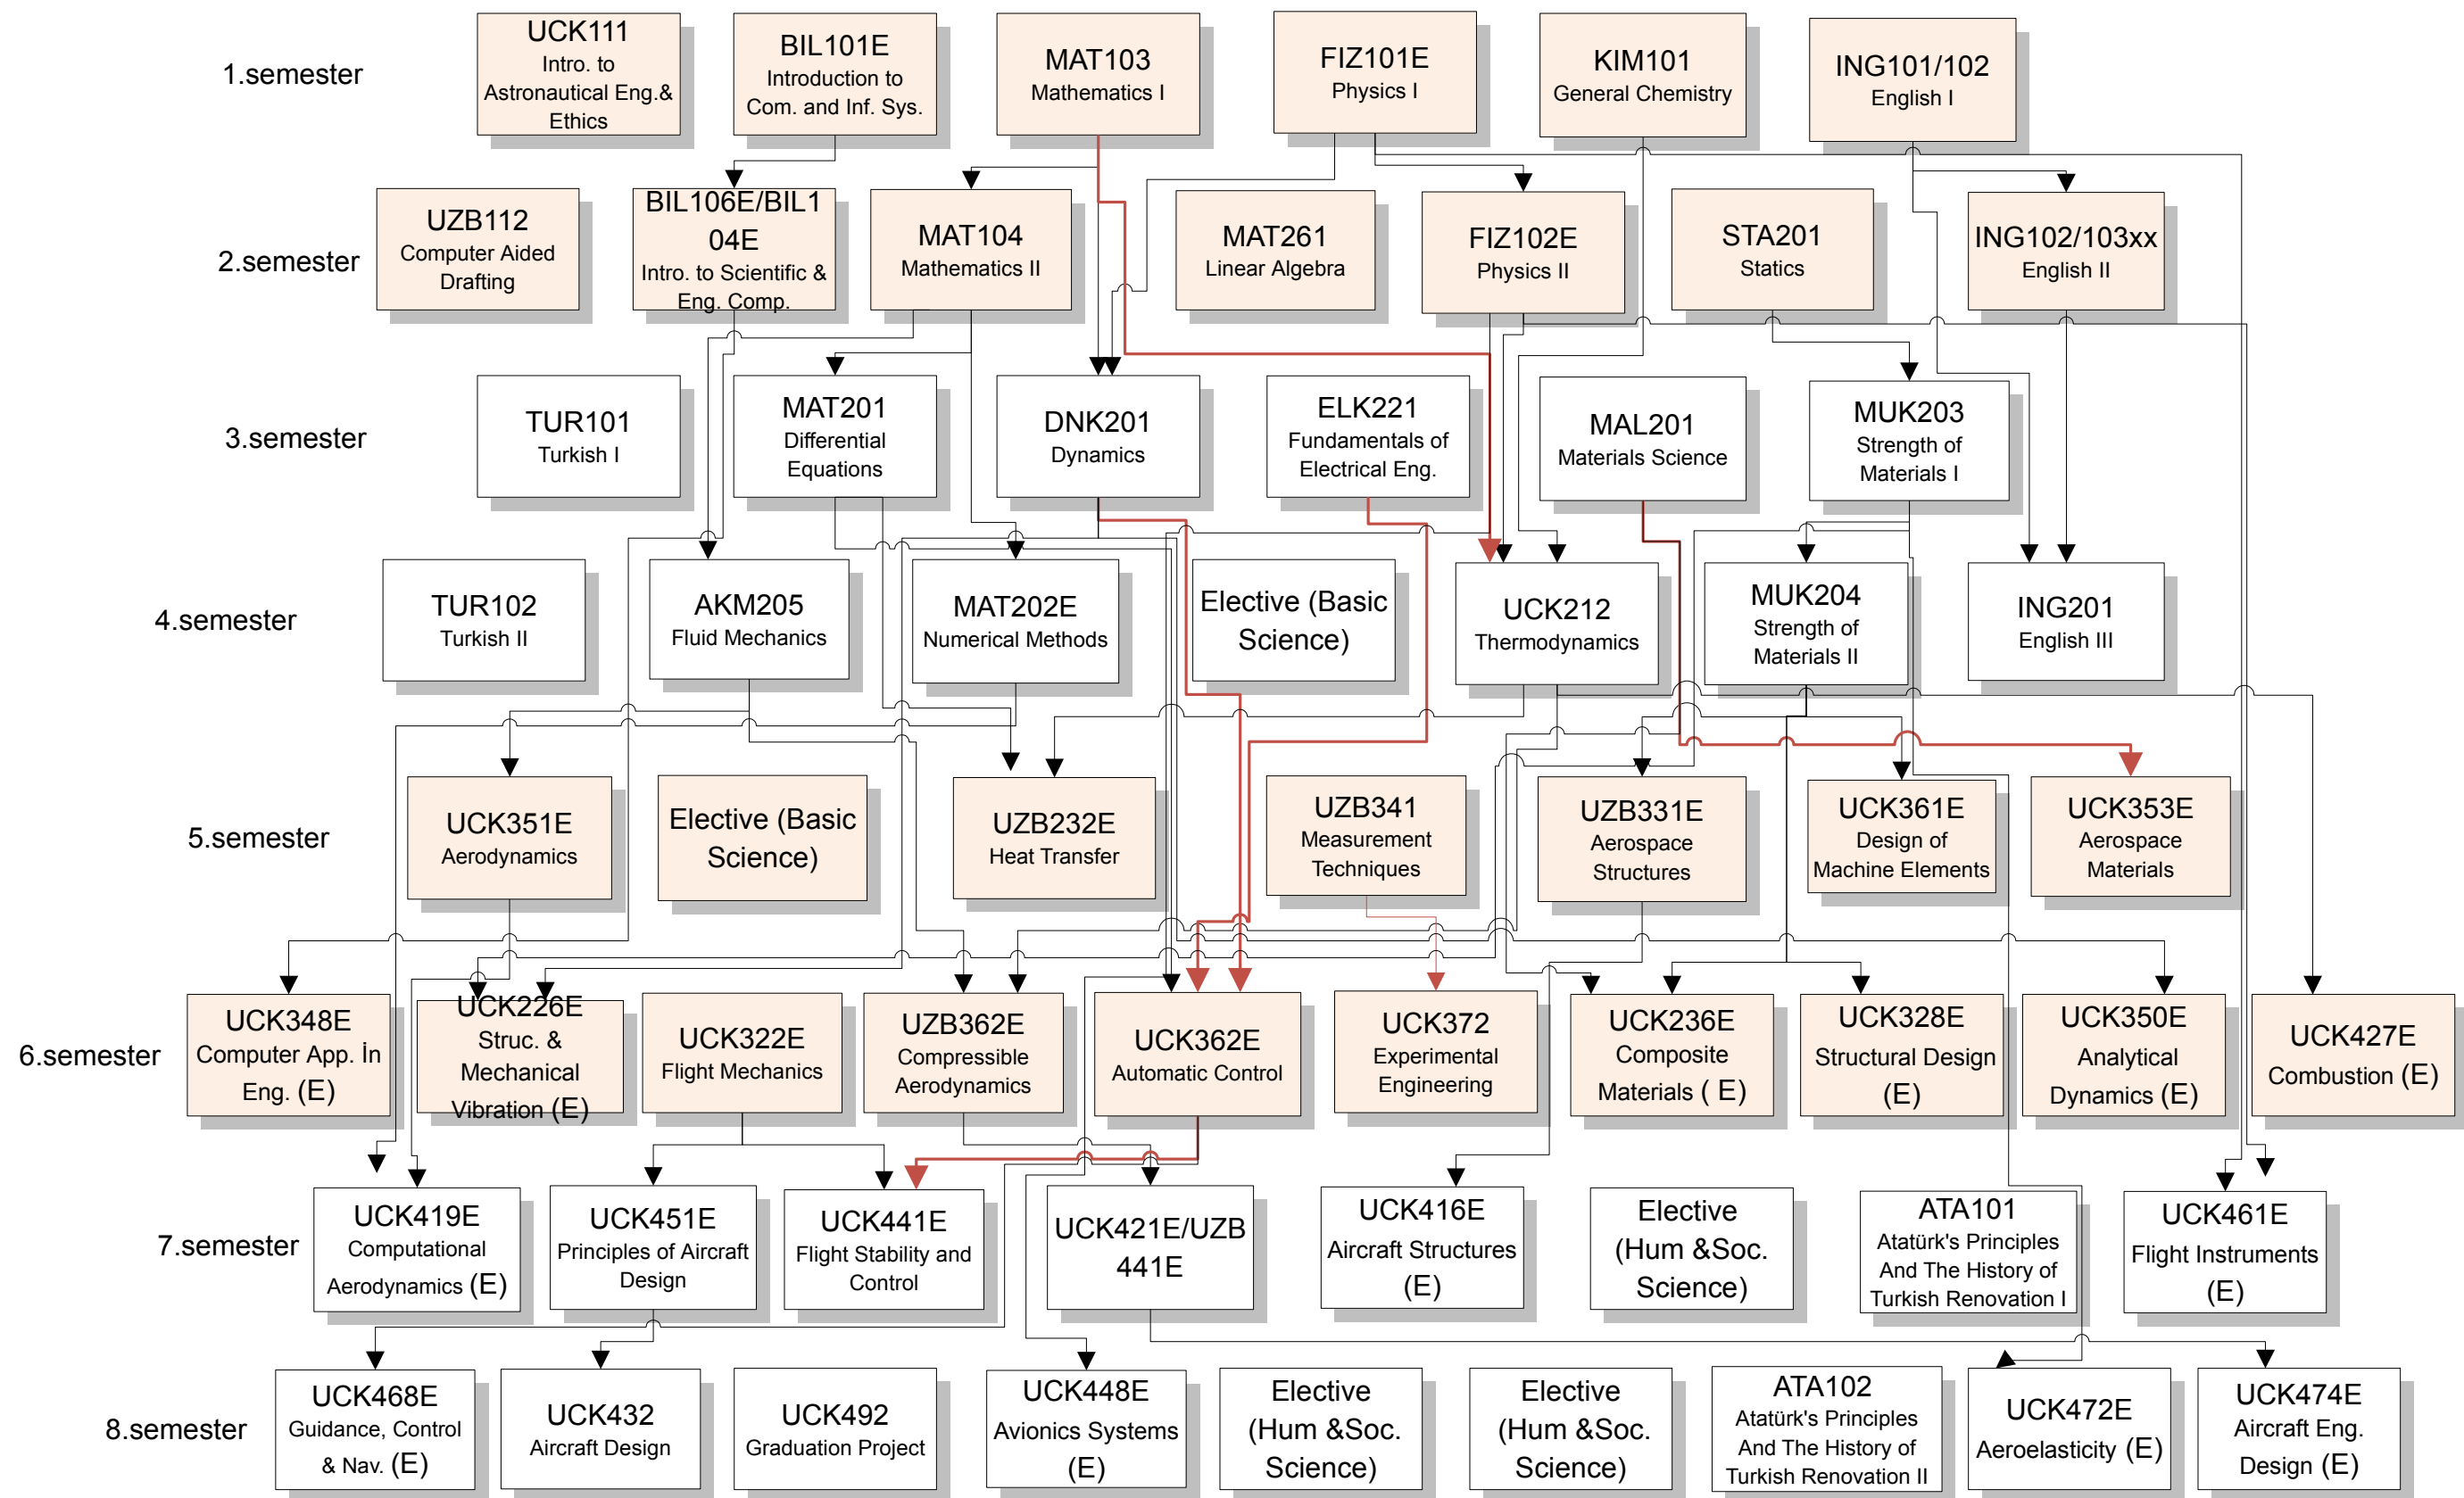 1.semester
UCK111
Intro. to
Astronautical Eng.&
Ethics
BIL101E
Introduction to
Com. and Inf. Sys.
MAT103
Mathematics I
FIZ101E
Physics I
KIM101
General Chemistry
ING101/102
English I
2.semester
UZB112
Computer Aided
Drafting
BIL106E/BIL1
04E
Intro. to Scientific &
Eng. Comp.
MAT104
Mathematics II
MAT261
Linear Algebra
FIZ102E
Physics II
STA201
Statics
ING102/103xx
English II
3.semester
TUR101
Turkish I
MAT201
Differential
Equations
DNK201
Dynamics
ELK221
Fundamentals of
Electrical Eng.
MAL201
Materials Science
MUK203
Strength of
Materials I
4.semester
TUR102
Turkish II
AKM205
Fluid Mechanics
MAT202E
Numerical Methods
Elective (Basic
Science)
UCK212
Thermodynamics
MUK204
Strength of
Materials II
ING201
English III
5.semester
UCK351E
Aerodynamics
Elective (Basic
Science)
UZB232E
Heat Transfer
UZB341
Measurement
Techniques
UZB331E
Aerospace
Structures
UCK361E
Design of
Machine Elements
UCK353E
Aerospace
Materials
6.semester
UCK348E
Computer App. İn
Eng. (E)
UCK226E
Struc. &
Mechanical
Vibration (E)
UCK322E
Flight Mechanics
UZB362E
Compressible
Aerodynamics
UCK362E
Automatic Control
UCK372
Experimental
Engineering
UCK236E
Composite
Materials ( E)
UCK328E
Structural Design
(E)
UCK350E
Analytical
Dynamics (E)
UCK427E
Combustion (E)
7.semester
UCK419E
Computational
Aerodynamics (E)
UCK451E
Principles of Aircraft
Design
UCK441E
Flight Stability and
Control
UCK421E/UZB
441E
UCK416E
Aircraft Structures
(E)
Elective
(Hum &Soc.
Science)
ATA101
Atatürk's Principles
And The History of
Turkish Renovation I
UCK461E
Flight Instruments
(E)
8.semester
UCK468E
Guidance, Control
& Nav. (E)
UCK432
Aircraft Design
UCK492
Graduation Project
UCK448E
Avionics Systems
(E)
Elective
(Hum &Soc.
Science)
Elective
(Hum &Soc.
Science)
ATA102
Atatürk's Principles
And The History of
Turkish Renovation II
UCK472E
Aeroelasticity (E)
UCK474E
Aircraft Eng.
Design (E)